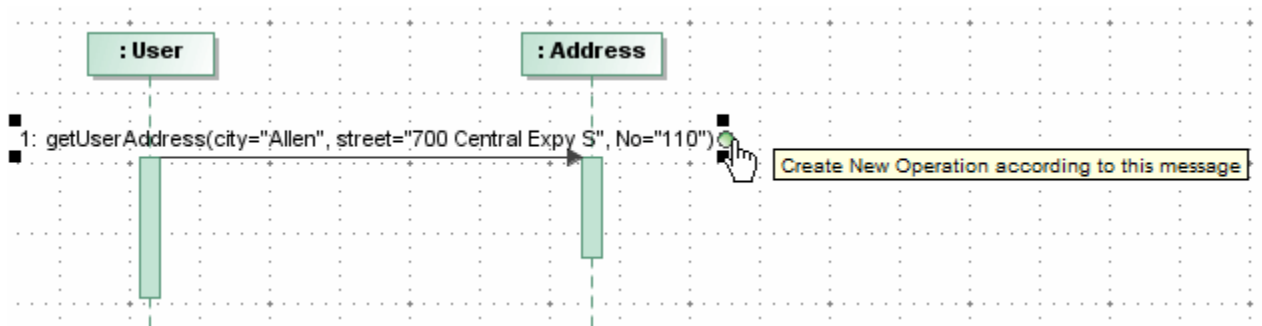 : User
: Address
1: getUserAddress(city="Allen", street="700 Central Expy S", No="110")
Create New Operation according to this message